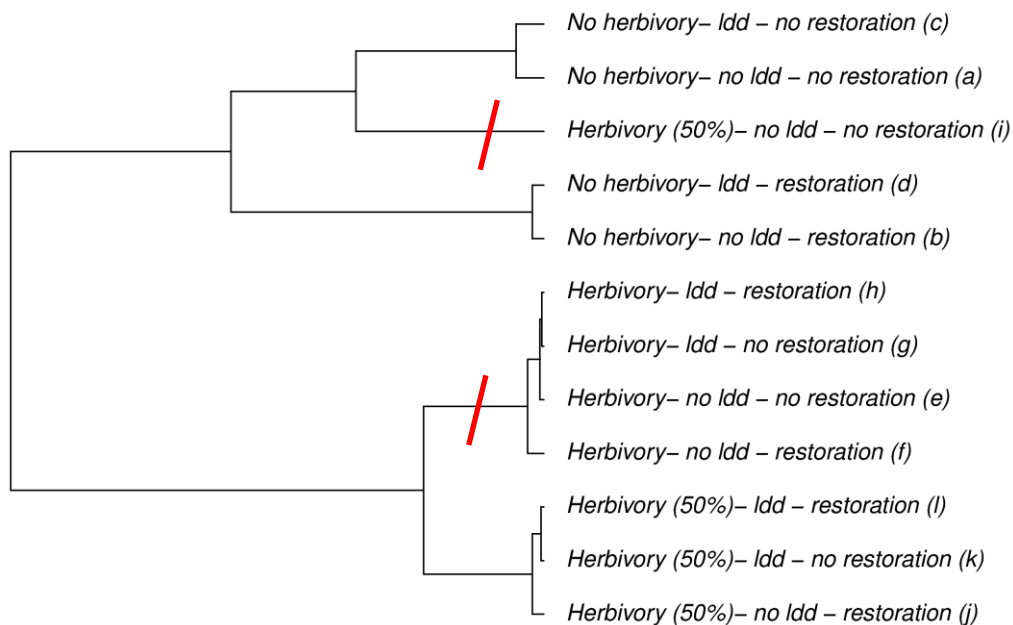 No herbivory– ldd – no restoration (c)
No herbivory– no ldd – no restoration (a)
Herbivory (50%)– no ldd – no restoration (i)
No herbivory– ldd – restoration (d)
No herbivory– no ldd – restoration (b)
Herbivory– ldd – restoration (h)
Herbivory– ldd – no restoration (g)
Herbivory– no ldd – no restoration (e)
Herbivory– no ldd – restoration (f)
Herbivory (50%)– ldd – restoration (l)
Herbivory (50%)– ldd – no restoration (k)
Herbivory (50%)– no ldd – restoration (j)